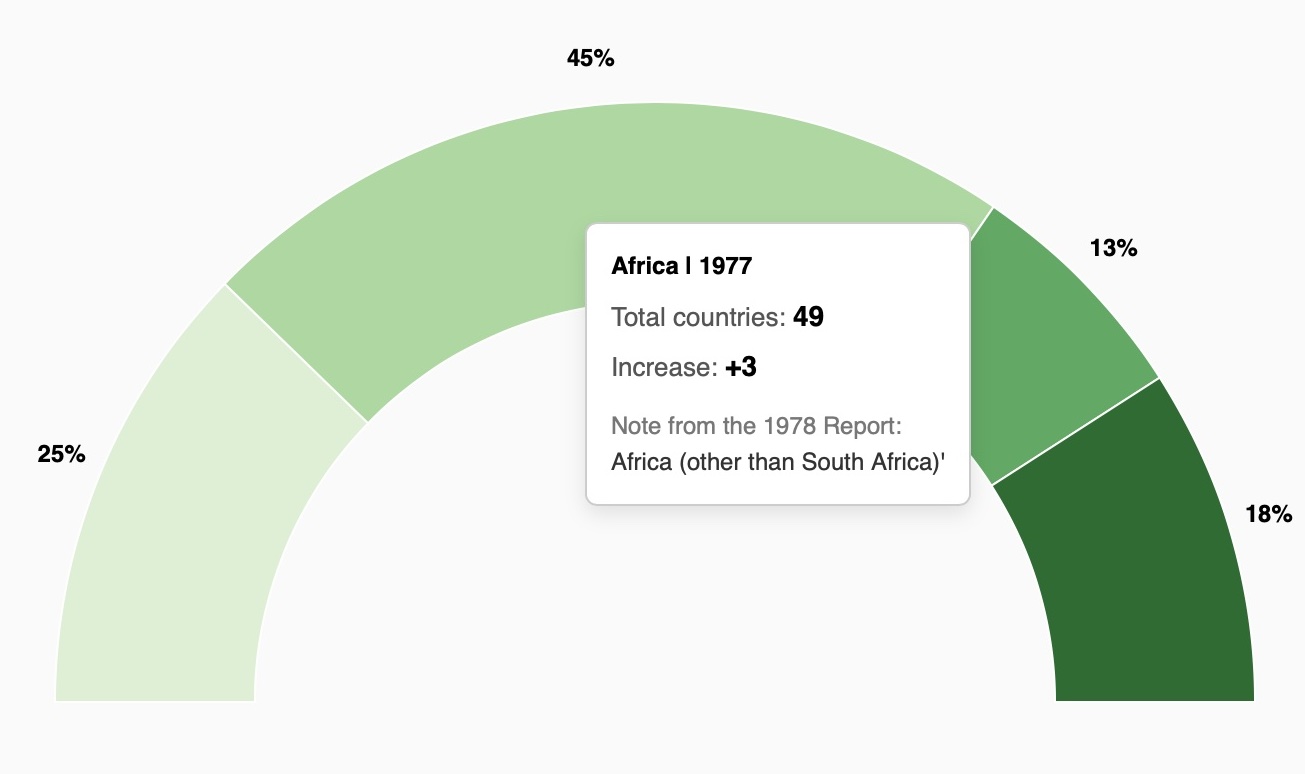 45%
13%
Africa I 1977
Total countries: 49
Increase: +3
Note from the 1978 Report:
Africa (other than South Africa)'
25%
18%